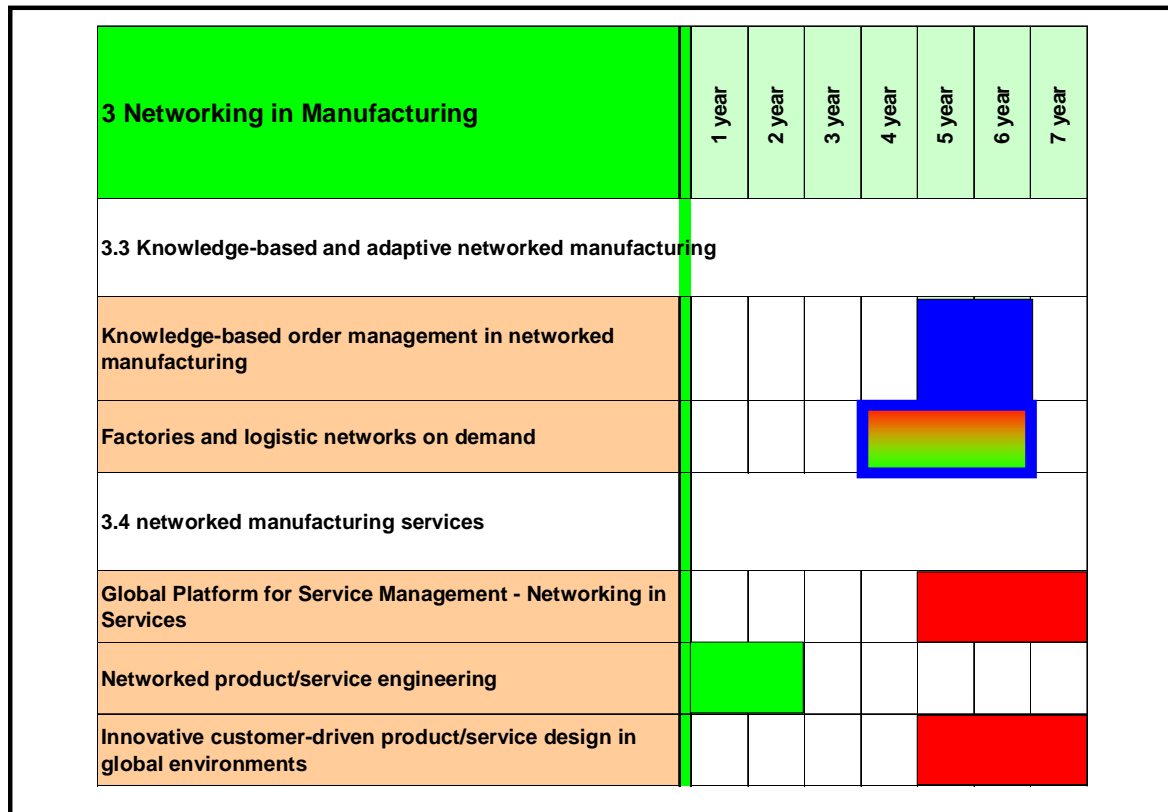 3 Networking in Manufacturing
1 year
2 year
3 year
4 year
5 year
6 year
7 year
3.3 Knowledge-based and adaptive networked manufacturing
Knowledge-based order management in networked
manufacturing
Factories and logistic networks on demand
3.4 networked manufacturing services
Global Platform for Service Management - Networking in
Services
Networked product/service engineering
Innovative customer-driven product/service design in
global environments